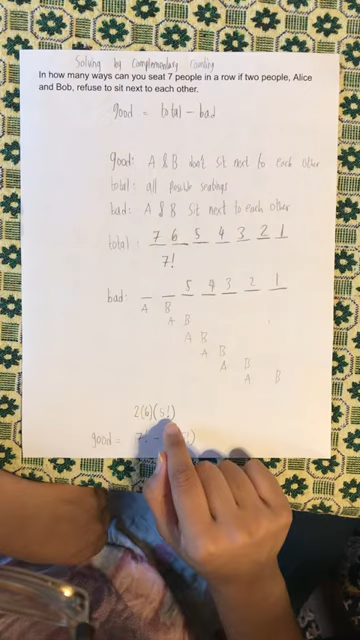 Solving by complementary counting
In how many ways can you seat 7 people in a row if two people, Alice
and Bob, refuse to sit next to each other.
good = total - bad
good: A & B don't sit next to each other
total: all possible seatings
bad: A & B sit next to each other
total: 7 6 5 4 3 2 1
7!
bad: _ _ 5 4 3 2 1
A B
A B
A B
A B
A B
A B
2(6)(5!)
good = 7! -